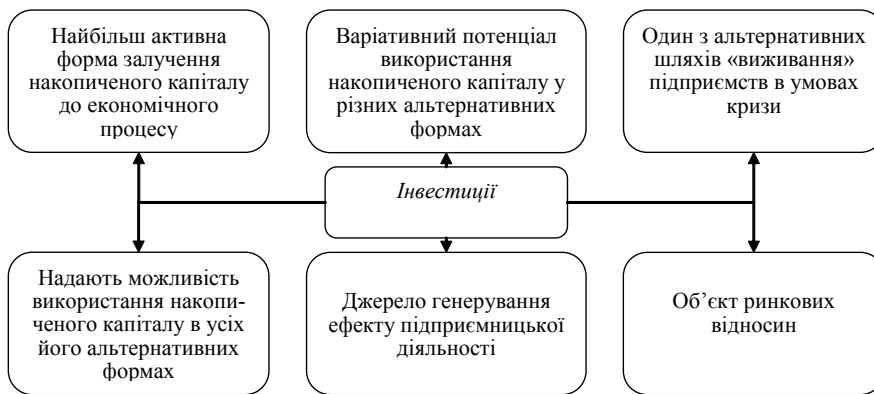 Найбільш активна
форма залучення
накопиченого капіталу
до економічного
процесу
Варіативний потенціал
використання
накопиченого капіталу у
різних альтернативних
формах
Один з альтернативних
шляхів «виживання»
підприємств в умовах
кризи
Інвестиції
Надають можливість
використання накопи-
ченого капіталу в усіх
його альтернативних
формах
Джерело генерування
ефекту підприємницької
діяльності
Об’єкт ринкових
відносин